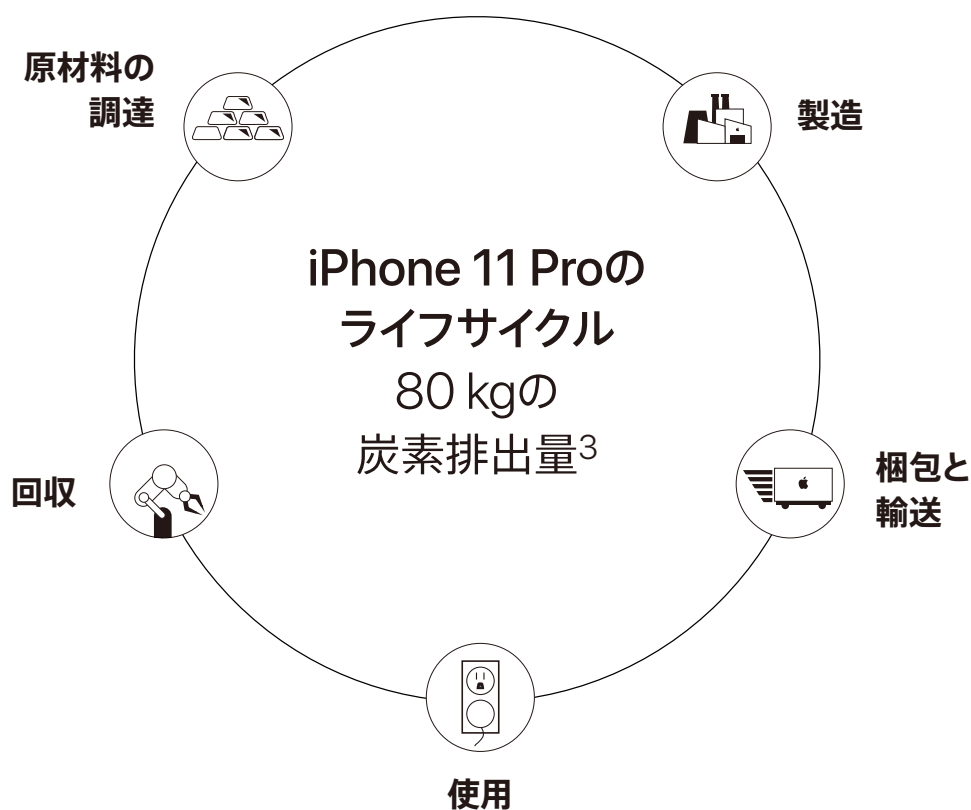 原材料の
調達
製造
iPhone 11 Proの
ライフサイクル
80 kgの
炭素排出量³
回収
梱包と
輸送
使用